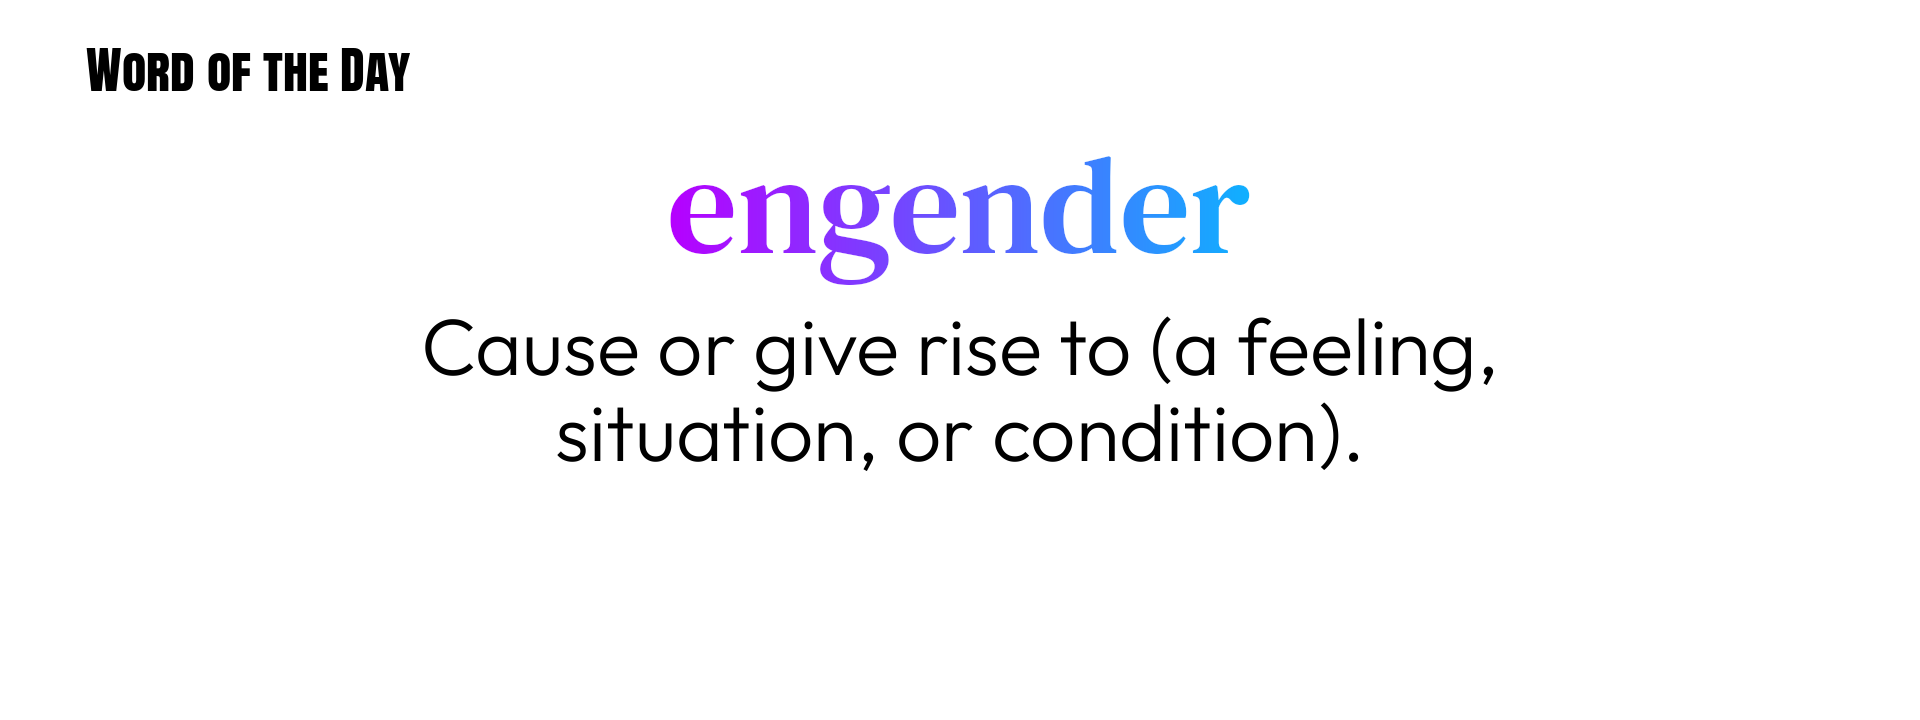 Word of the Day
engender
Cause or give rise to (a feeling,
situation, or condition).